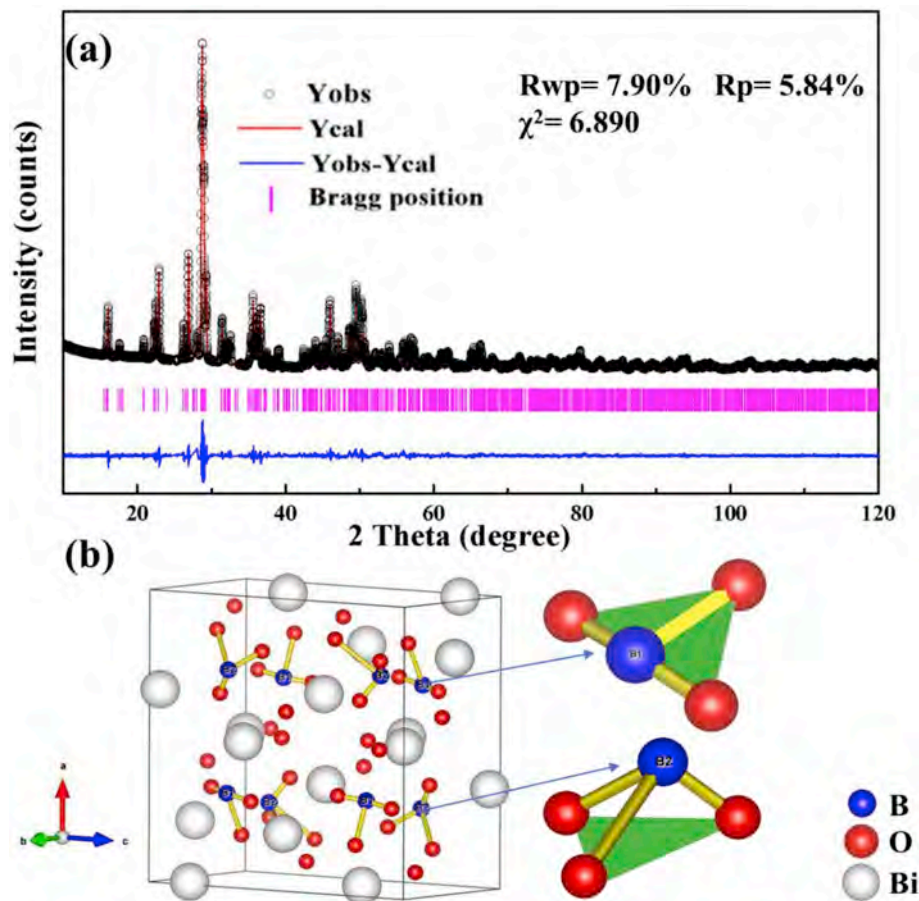 (a)
Yobs
Ycal
Yobs-Ycal
Bragg position
Rwp= 7.90% Rp= 5.84%
χ²= 6.890
Intensity (counts)
20 40 60 80 100 120
2 Theta (degree)
(b)
B1
B2
a
b
c
B
O
Bi